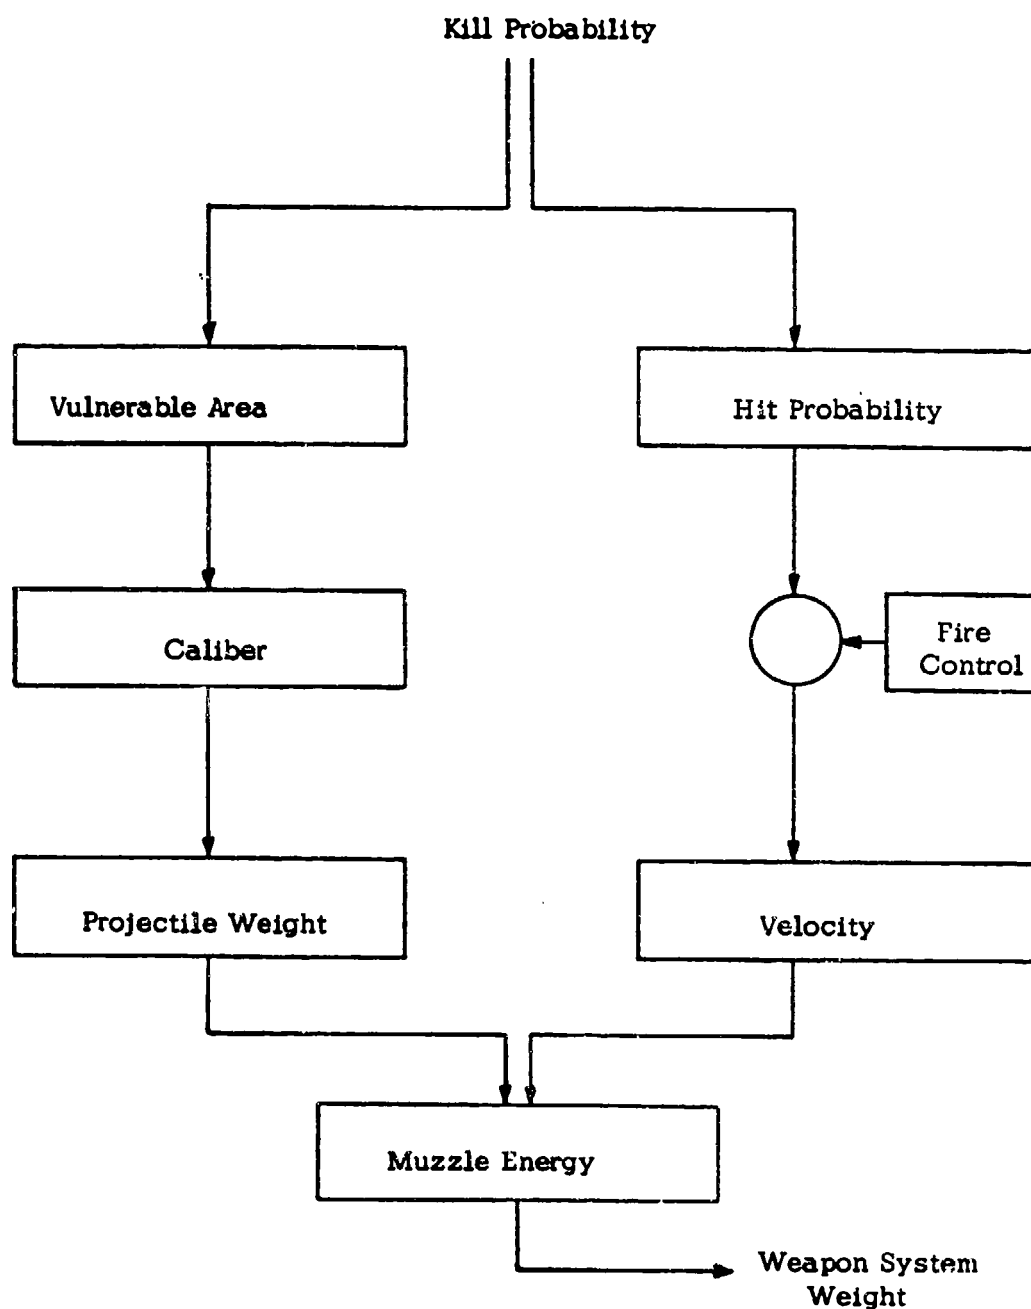 Kill Probability
Vulnerable Area
Hit Probability
Caliber
Fire
Control
Projectile Weight
Velocity
Muzzle Energy
Weapon System
Weight